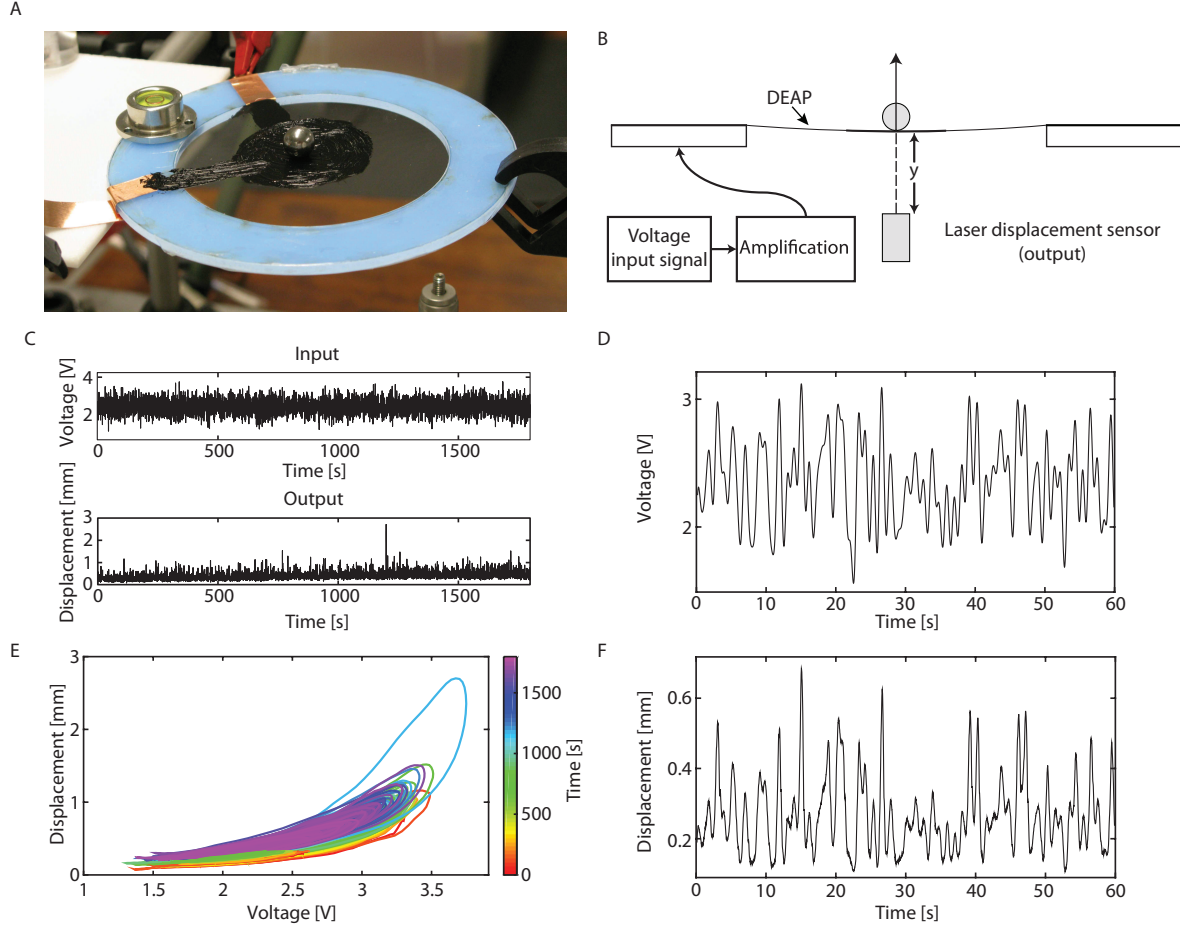 A
B
DEAP
y
Voltage
input signal
Amplification
Laser displacement sensor
(output)
C
Input
Voltage [V]
4
2
0
500
1000
1500
Time [s]
Output
Displacement [mm]
3
2
1
0
0
500
1000
1500
Time [s]
D
Voltage [V]
3
2
0
10
20
30
40
50
60
Time [s]
E
Displacement [mm]
3
2
1
0
1
1.5
2
2.5
3
3.5
Voltage [V]
1500
1000
500
0
Time [s]
F
Displacement [mm]
0.6
0.4
0.2
0
10
20
30
40
50
60
Time [s]